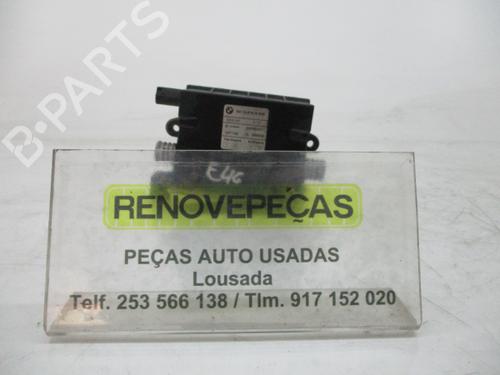 B-PARTS
E46
RENOVEPEÇAS
PEÇAS AUTO USADAS
Lousada
Telf. 253 566 138 / Tlm. 917 152 020